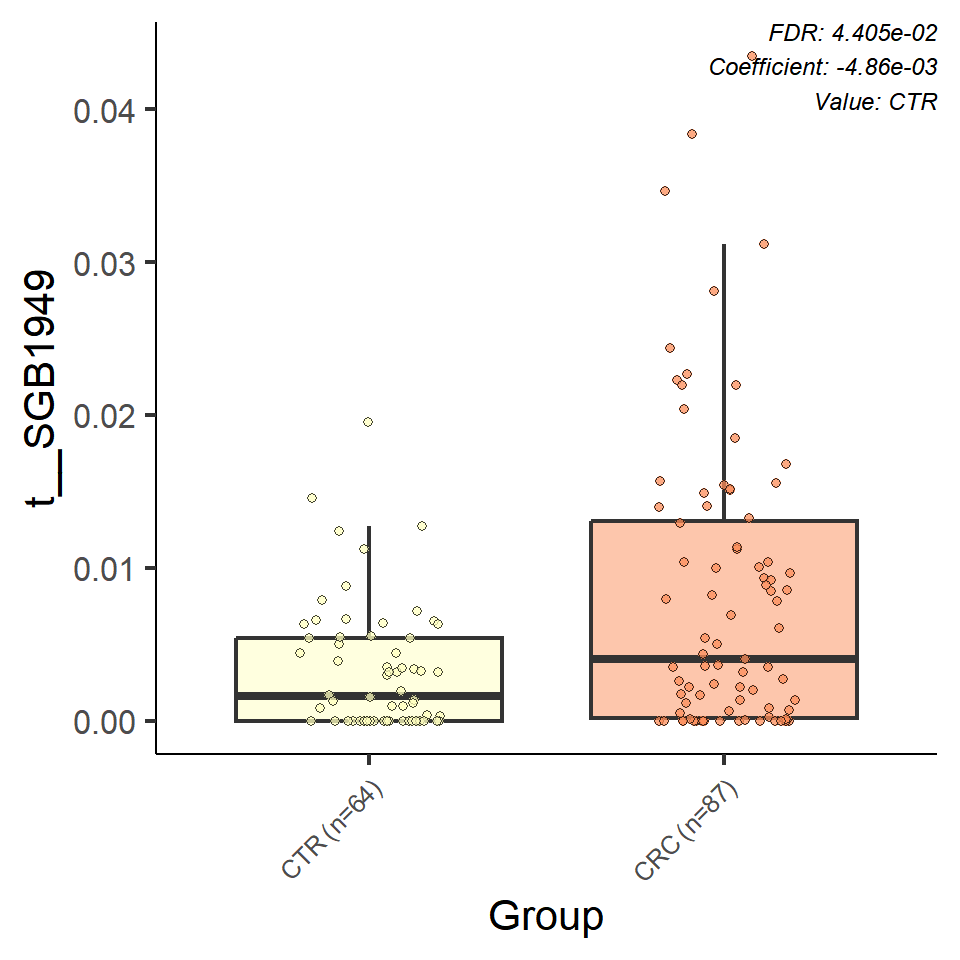 FDR: 4.405e-02
Coefficient: -4.86e-03
Value: CTR
0.04
0.03
0.02
0.01
0.00
t__SGB1949
CTR (n=64)
CRC (n=87)
Group